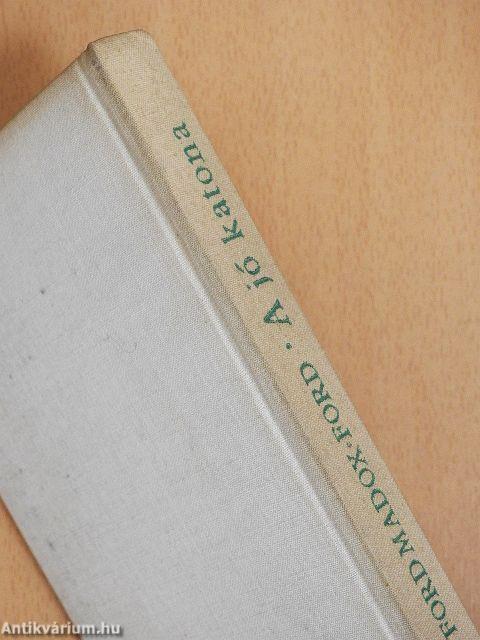 FORD MADOX FORD · A jó katona
Antikvárium.hu